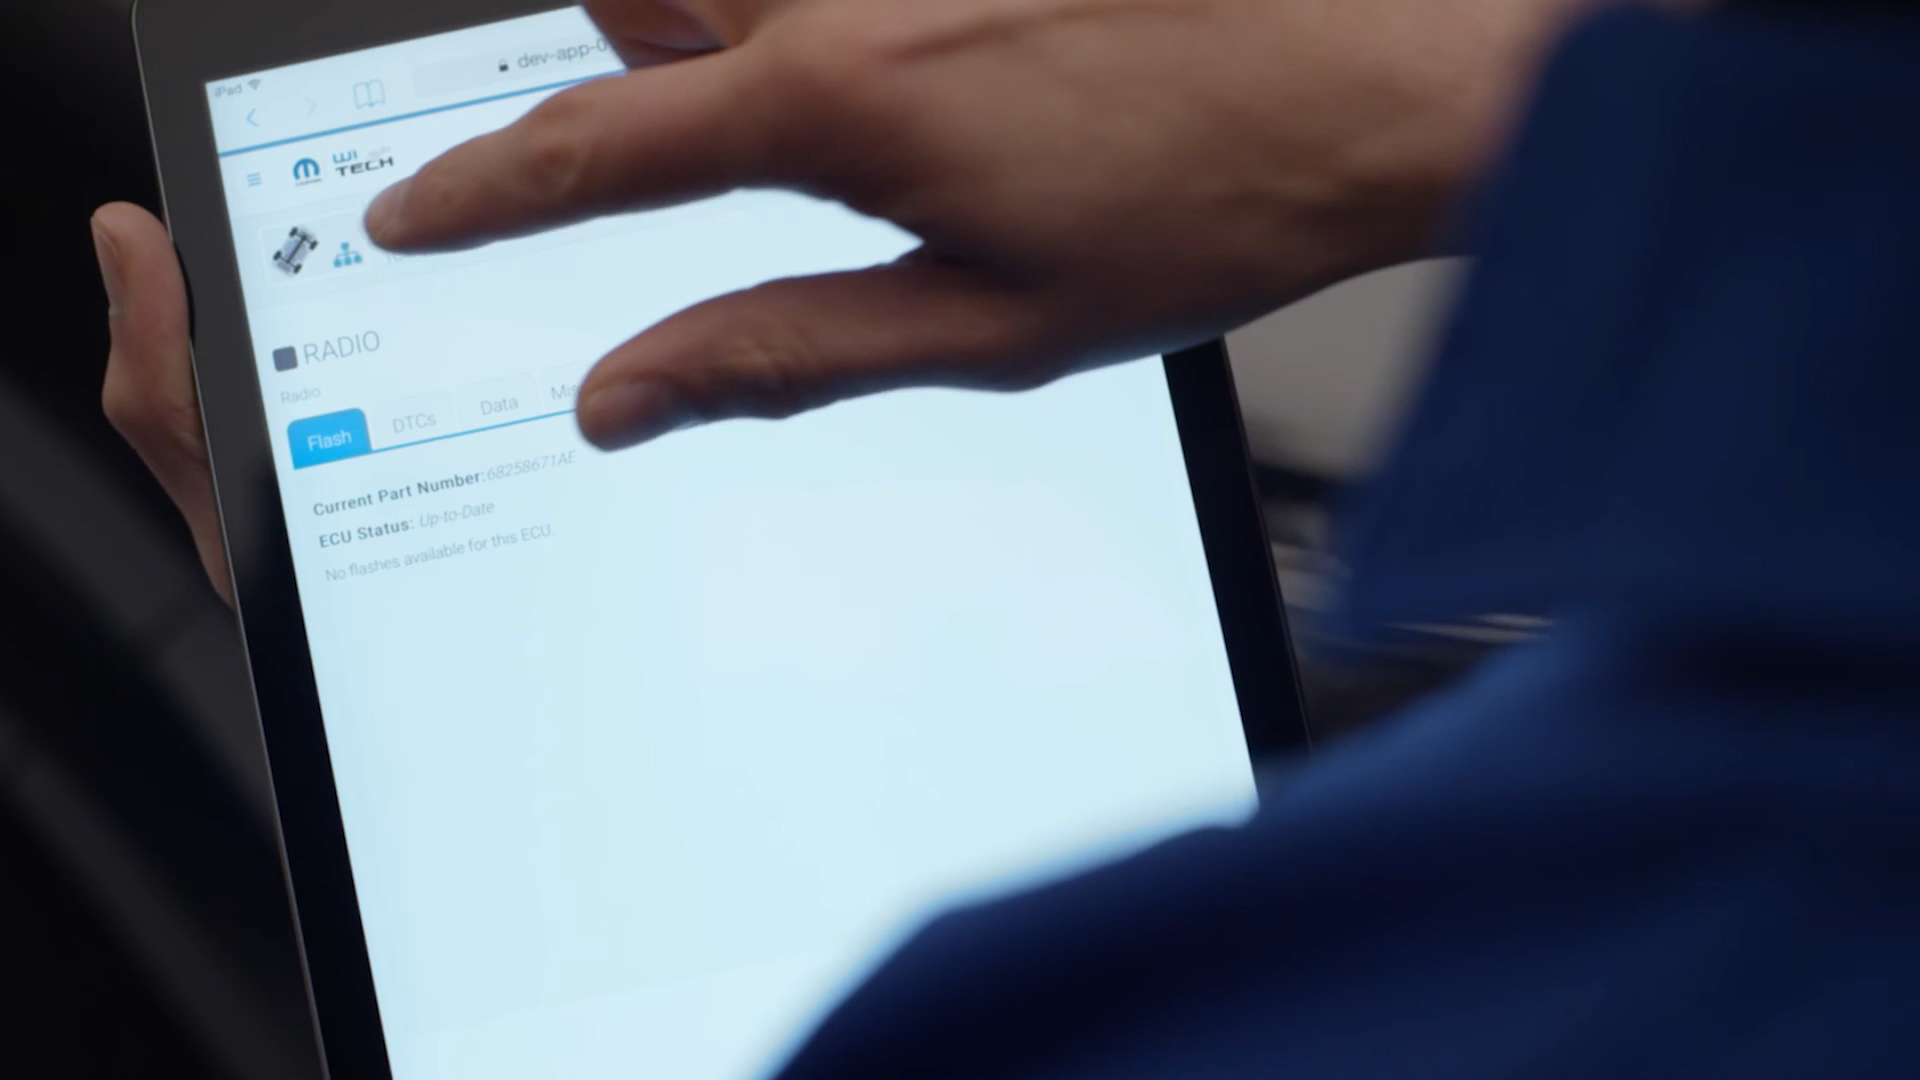 iPad
dev-app-0
WI
TECH
RADIO
Radio
Flash DTCs Data Mis
Current Part Number:68258671AE
ECU Status: Up-to-Date
No flashes available for this ECU.